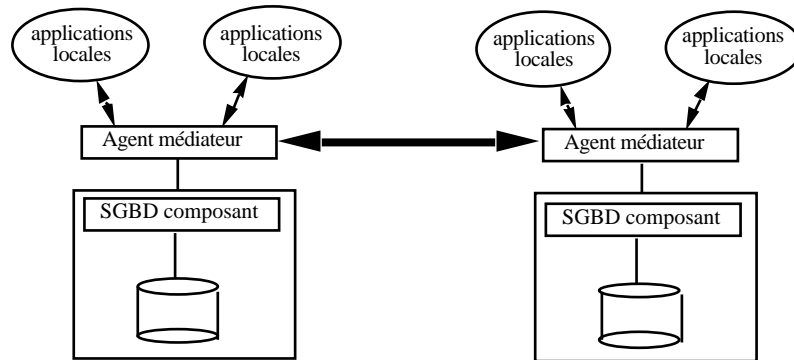 applications
locales
applications
locales
applications
locales
applications
locales
Agent médiateur
Agent médiateur
SGBD composant
SGBD composant